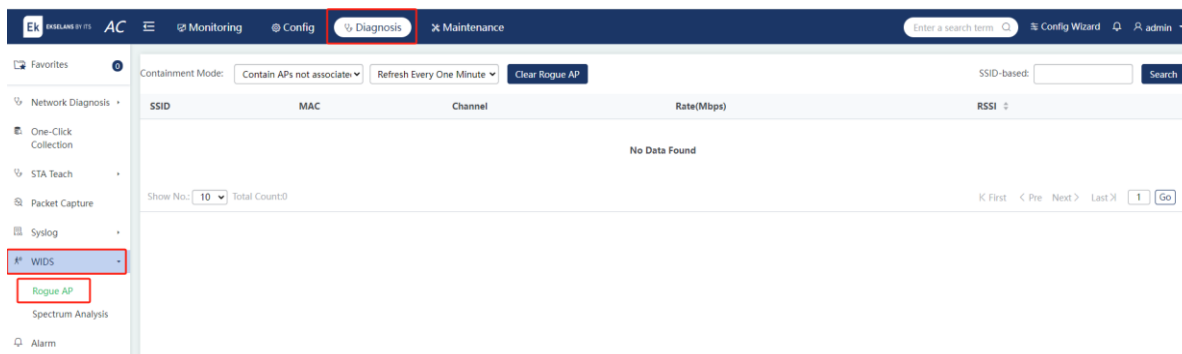 Ek EKSELANS BY ITS AC Monitoring Config Diagnosis Maintenance Enter a search term Config Wizard admin
Favorites 0
Containment Mode: Contain APs not associate Refresh Every One Minute Clear Rogue AP SSID-based: Search
Network Diagnosis
SSID MAC Channel Rate(Mbps) RSSI
One-Click
Collection
No Data Found
STA Teach
Show No.: 10 Total Count:0 First Pre Next Last 1 Go
Packet Capture
Syslog
WIDS
Rogue AP
Spectrum Analysis
Alarm